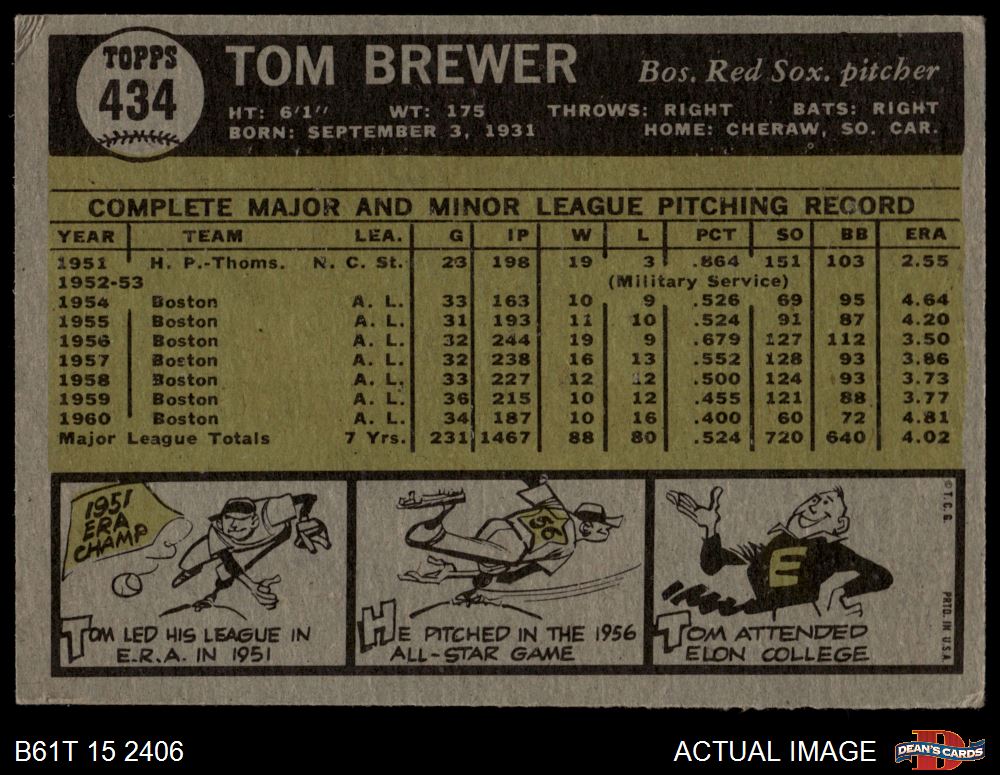 TOPPS
434
TOM BREWER
Bos. Red Sox. pitcher
HT: 6'1" WT: 175 THROWS: RIGHT BATS: RIGHT
BORN: SEPTEMBER 3, 1931 HOME: CHERAW, SO. CAR.
COMPLETE MAJOR AND MINOR LEAGUE PITCHING RECORD
YEAR TEAM LEA. G IP W L PCT SO BB ERA
1951 H. P.-Thoms. N. C. St. 23 198 19 3 .864 151 103 2.55
1952-53 (Military Service)
1954 Boston A. L. 33 163 10 9 .526 69 95 4.64
1955 Boston A. L. 31 193 11 10 .524 91 87 4.20
1956 Boston A. L. 32 244 19 9 .679 127 112 3.50
1957 Boston A. L. 32 238 16 13 .552 128 93 3.86
1958 Boston A. L. 33 227 12 12 .500 124 93 3.73
1959 Boston A. L. 36 215 10 12 .455 121 88 3.77
1960 Boston A. L. 34 187 10 16 .400 60 72 4.81
Major League Totals 7 Yrs. 231 1467 88 80 .524 720 640 4.02
1951
ERA
CHAMP
TOM LED HIS LEAGUE IN
E.R.A. IN 1951
56
HE PITCHED IN THE 1956
ALL-STAR GAME
E
TOM ATTENDED
ELON COLLEGE
© T. C. G.
PRTD. IN U.S.A.
B61T 15 2406
ACTUAL IMAGE
DEAN'S CARDS